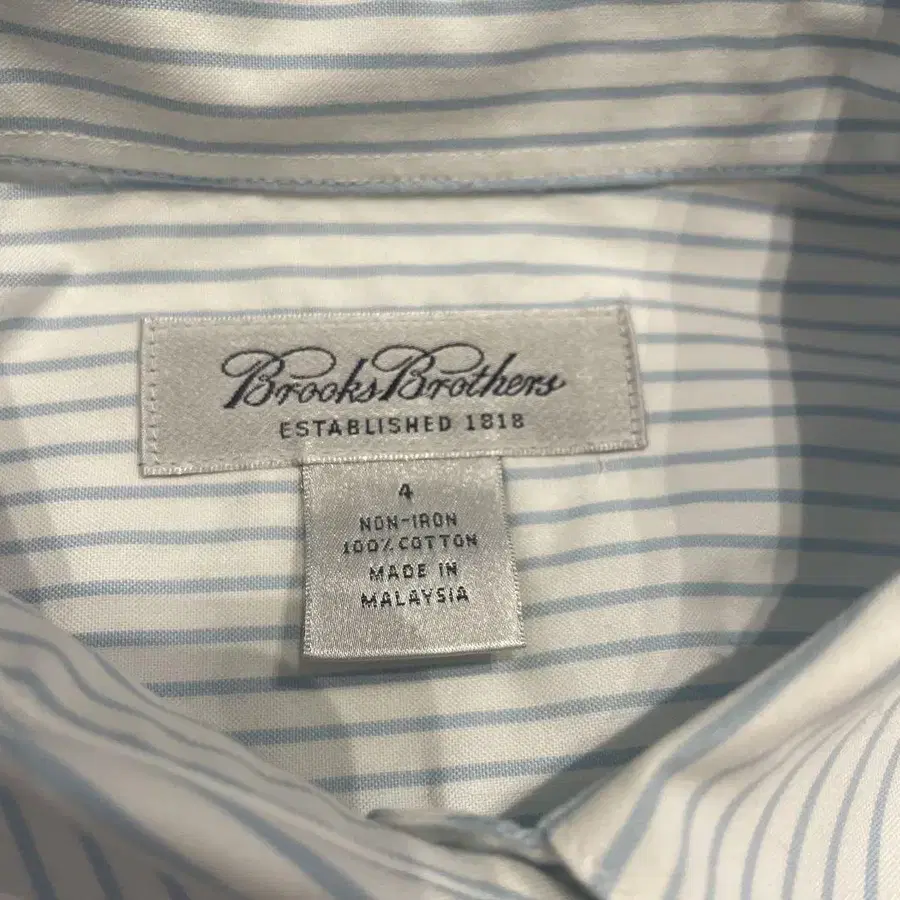 Brooks Brothers
ESTABLISHED 1818
4
NON-IRON
100% COTTON
MADE IN
MALAYSIA